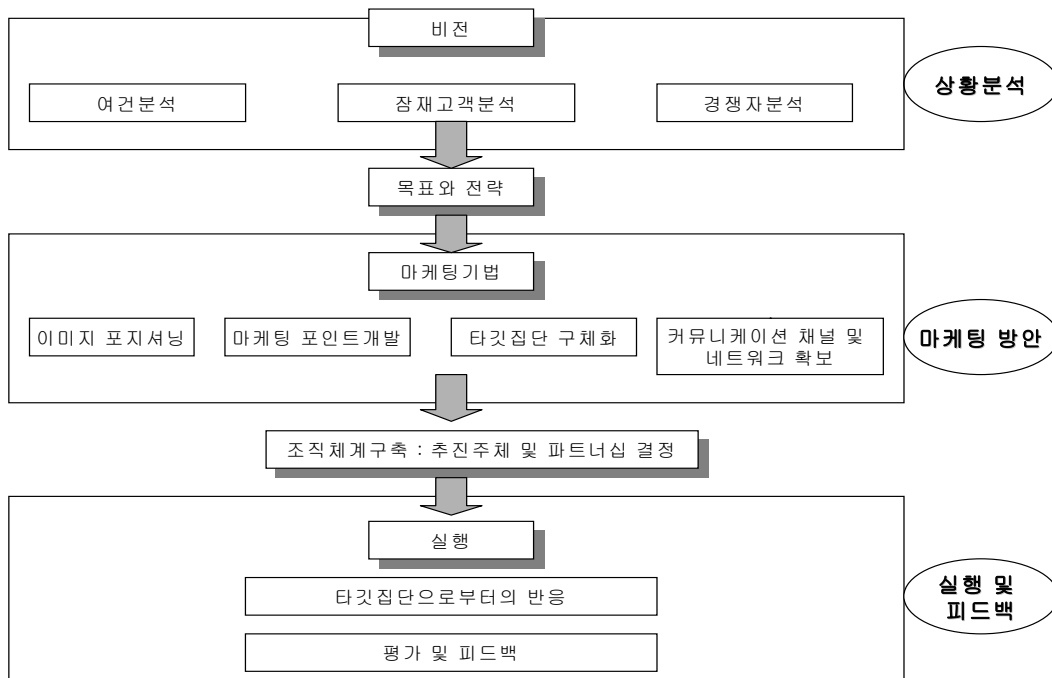 비전
여건분석
잠재고객분석
경쟁자분석
상황분석
목표와 전략
마케팅기법
이미지 포지셔닝
마케팅 포인트개발
타깃집단 구체화
커뮤니케이션 채널 및
네트워크 확보
마케팅 방안
조직체계구축 : 추진주체 및 파트너십 결정
실행
타깃집단으로부터의 반응
평가 및 피드백
실행 및
피드백